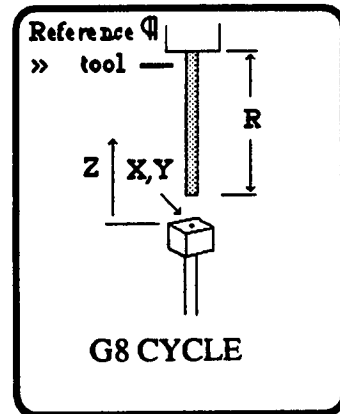 Reference ¶
» tool
R
Z
X,Y
G8 CYCLE